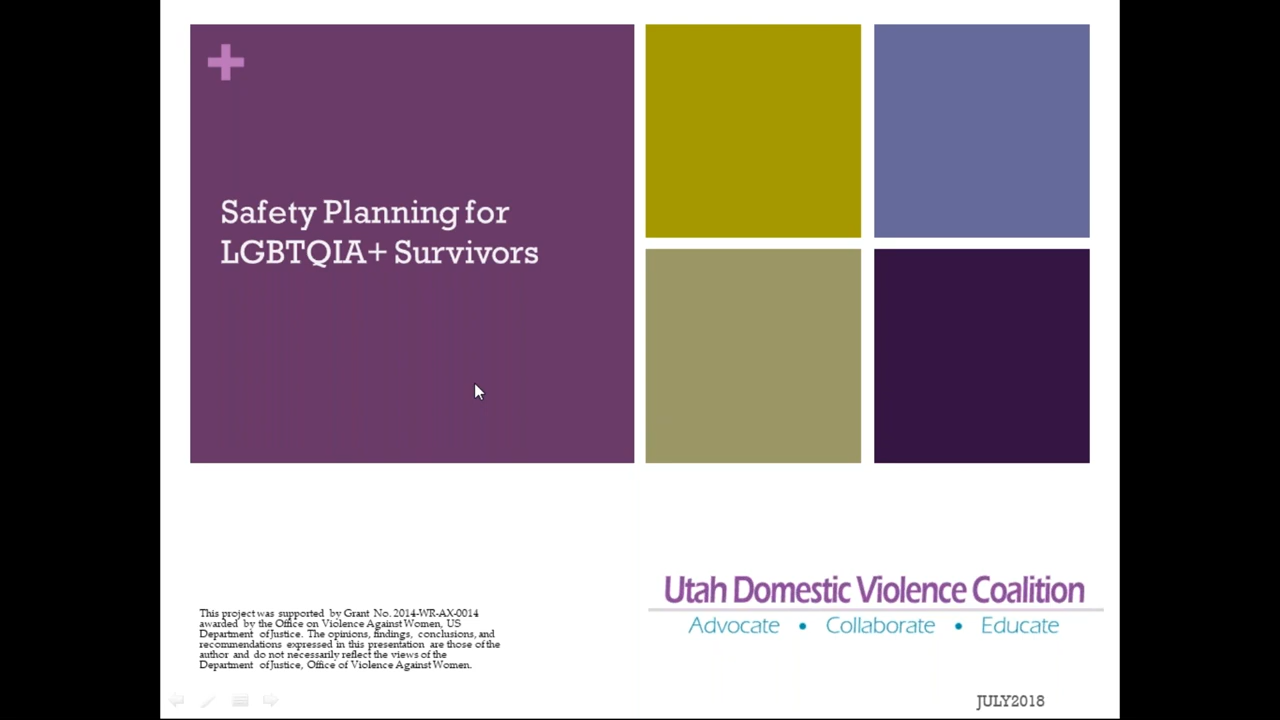 +
Safety Planning for
LGBTQIA+ Survivors
This project was supported by Grant No. 2014-WR-AX-0014
awarded by the Office on Violence Against Women, US
Department of Justice. The opinions, findings, conclusions, and
recommendations expressed in this presentation are those of the
author and do not necessarily reflect the views of the
Department of Justice, Office of Violence Against Women.
Utah Domestic Violence Coalition
Advocate • Collaborate • Educate
JULY2018